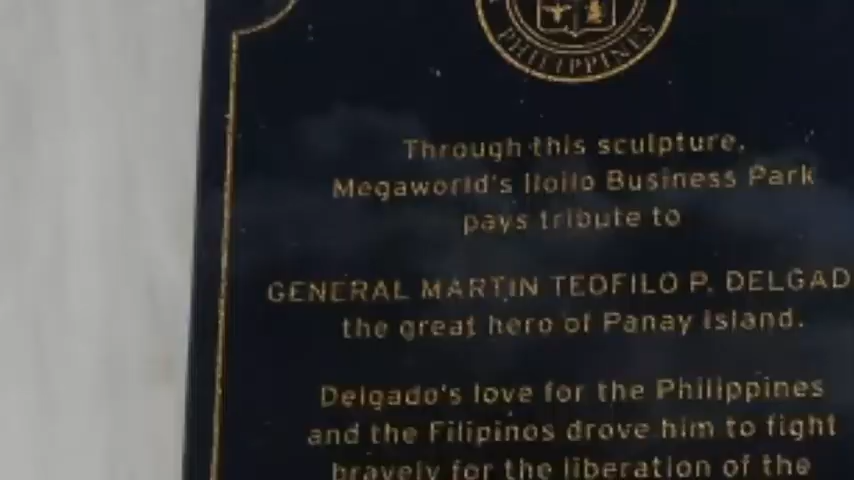 PHILIPPINES
Through this sculpture,
Megaworld's Iloilo Business Park
pays tribute to
GENERAL MARTIN TEOFILO P. DELGAD
the great hero of Panay Island.
Delgado's love for the Philippines
and the Filipinos drove him to fight
bravely for the liberation of the